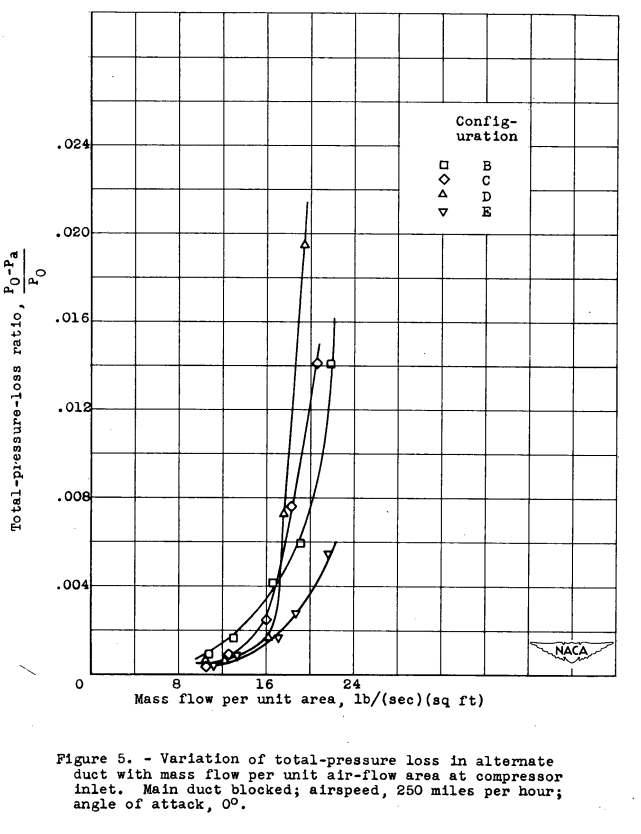 Config-
uration
B
C
D
E
.024
.020
.016
.012
.008
.004
0 8 16 24
Total-pressure-loss ratio, P0-Pa / P0
NACA
Mass flow per unit area, lb/(sec)(sq ft)
Figure 5. - Variation of total-pressure loss in alternate
duct with mass flow per unit air-flow area at compressor
inlet. Main duct blocked; airspeed, 250 miles per hour;
angle of attack, 0°.